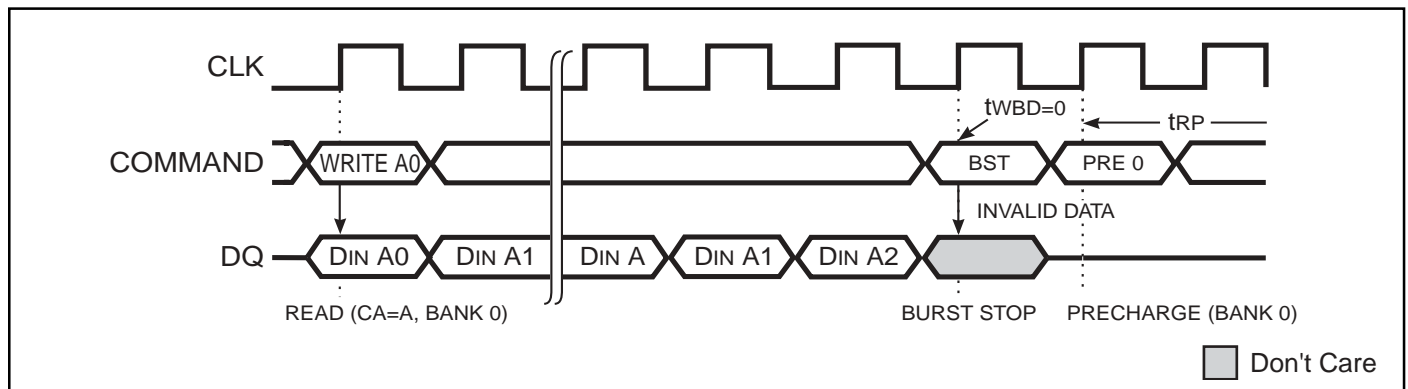 CLK
tWBD=0
tRP
COMMAND
WRITE A0
BST
PRE 0
INVALID DATA
DQ
DIN A0
DIN A1
DIN A
DIN A1
DIN A2
READ (CA=A, BANK 0)
BURST STOP
PRECHARGE (BANK 0)
Don't Care